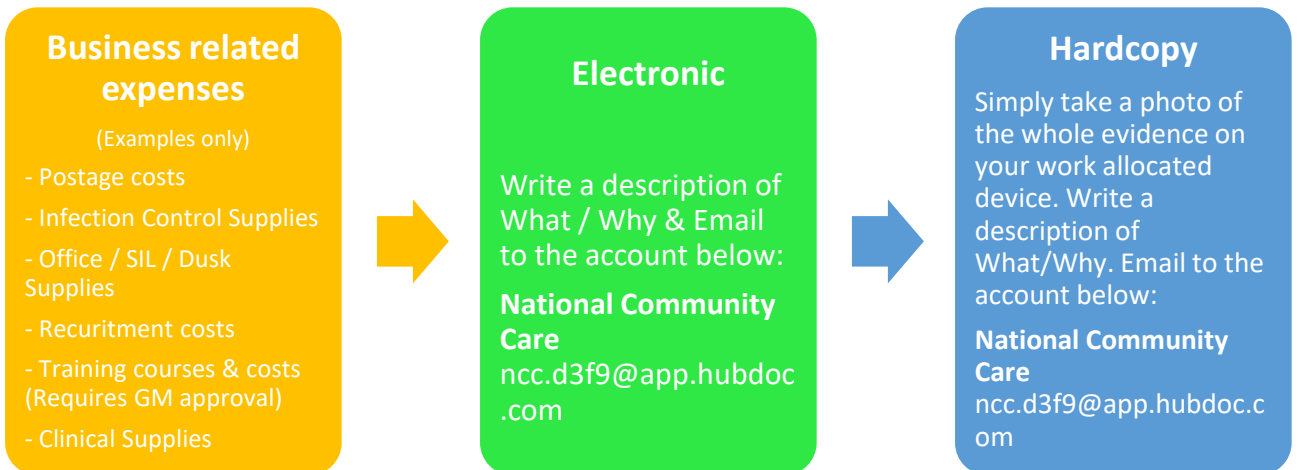 Business related
expenses
(Examples only)
- Postage costs
- Infection Control Supplies
- Office / SIL / Dusk
Supplies
- Recuritment costs
- Training courses & costs
(Requires GM approval)
- Clinical Supplies
Electronic
Write a description of
What / Why & Email
to the account below:
National Community
Care
ncc.d3f9@app.hubdoc
.com
Hardcopy
Simply take a photo of
the whole evidence on
your work allocated
device. Write a
description of
What/Why. Email to the
account below:
National Community
Care
ncc.d3f9@app.hubdoc.c
om